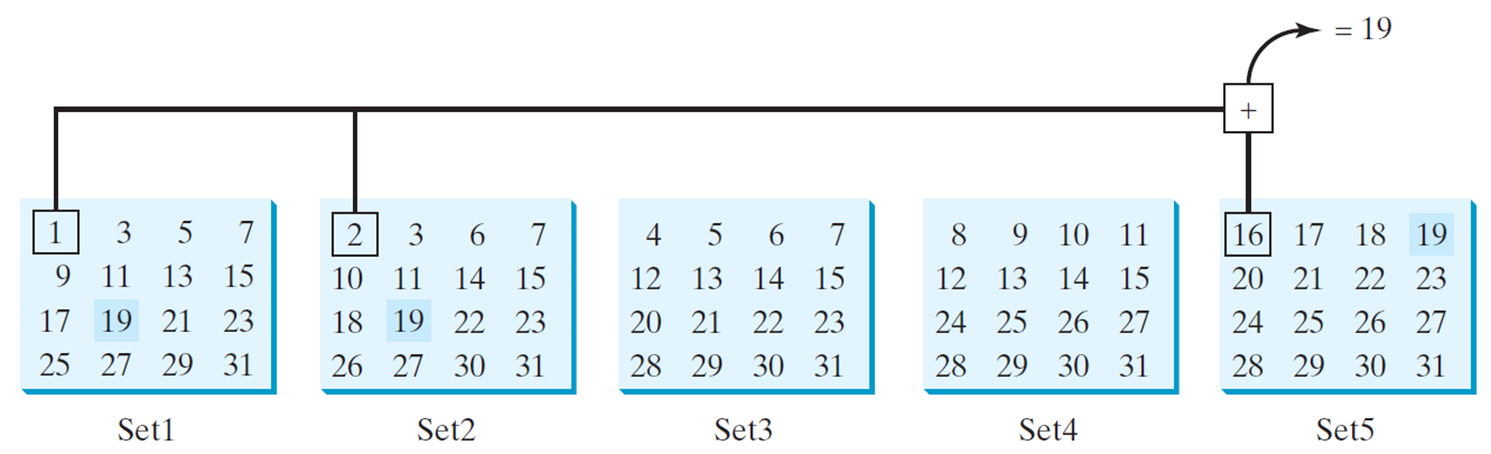 = 19
+
1 3 5 7
9 11 13 15
17 19 21 23
25 27 29 31
Set1
2 3 6 7
10 11 14 15
18 19 22 23
26 27 30 31
Set2
4 5 6 7
12 13 14 15
20 21 22 23
28 29 30 31
Set3
8 9 10 11
12 13 14 15
24 25 26 27
28 29 30 31
Set4
16 17 18 19
20 21 22 23
24 25 26 27
28 29 30 31
Set5